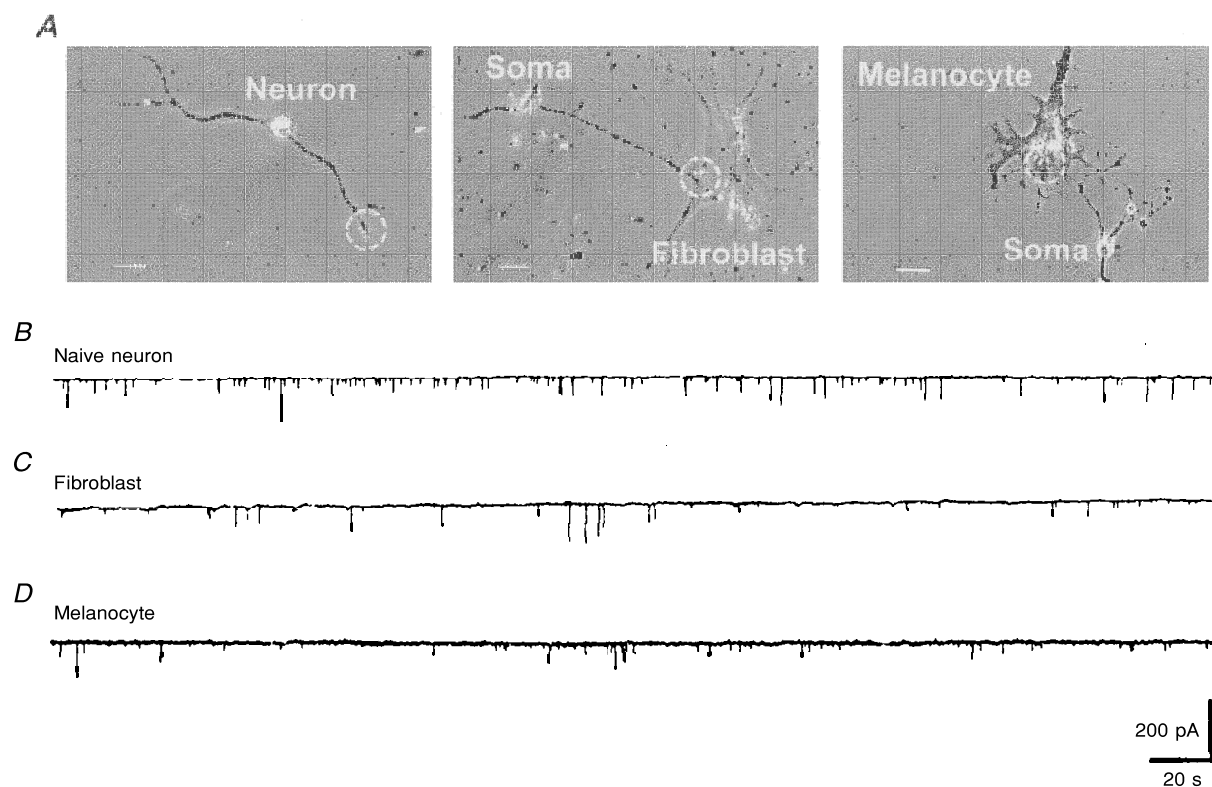 A
Neuron
Soma
Fibroblast
Melanocyte
Soma
B
Naive neuron
C
Fibroblast
D
Melanocyte
200 pA
20 s